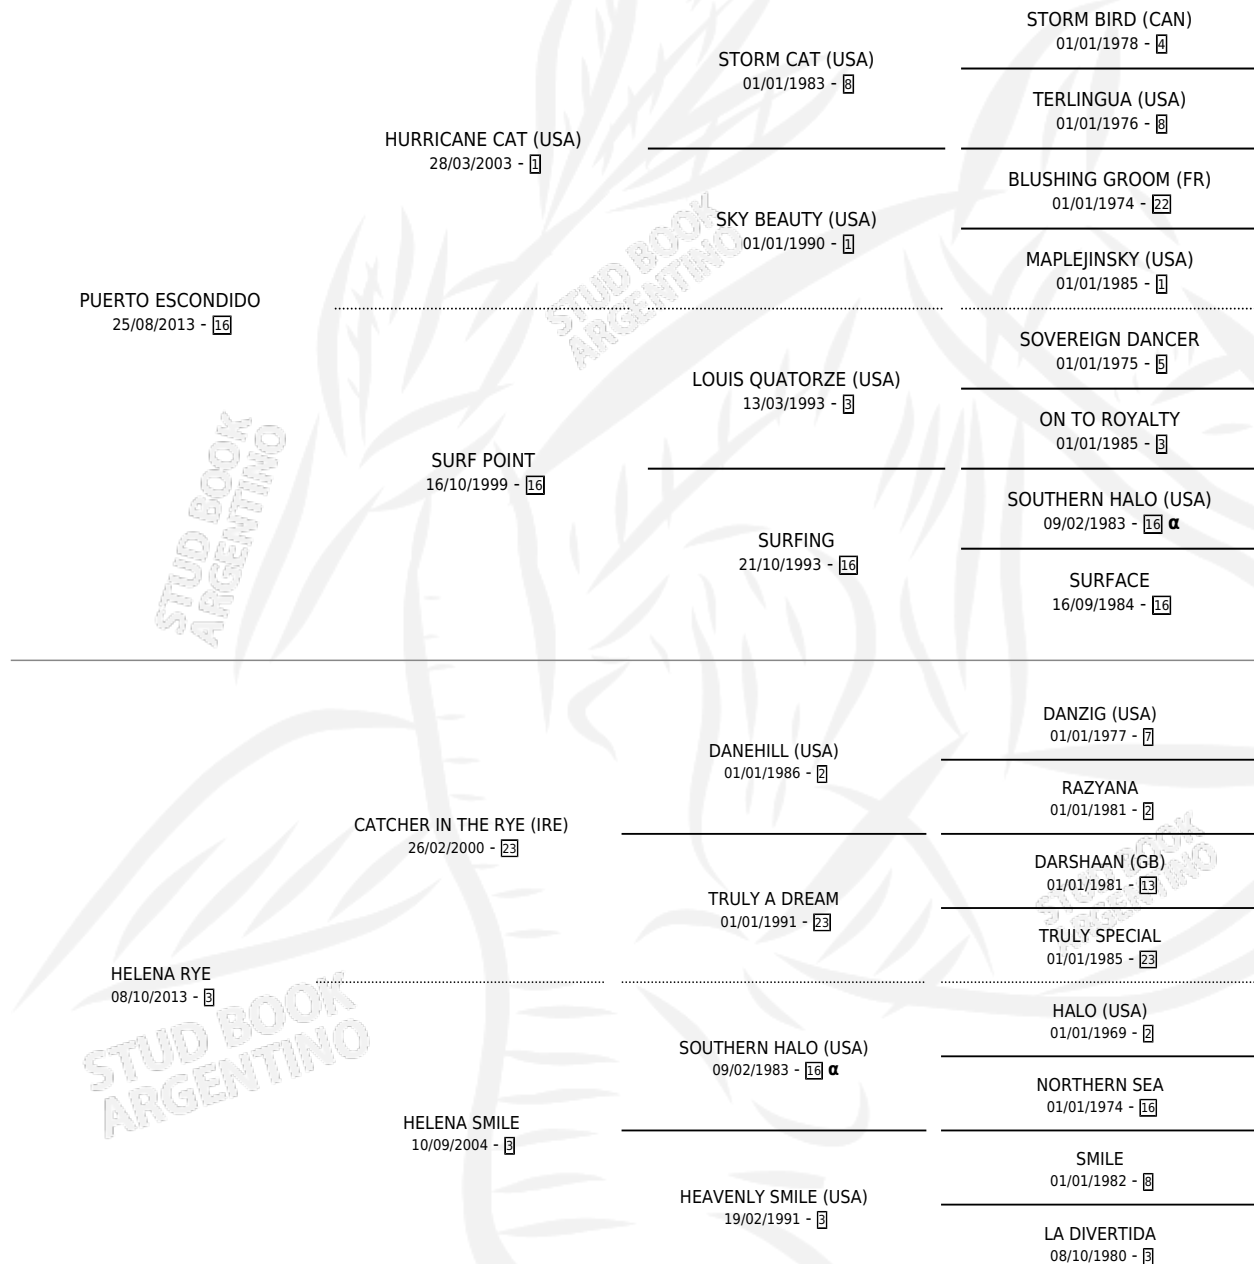 STORM BIRD (CAN)
01/01/1978 - 4
STORM CAT (USA)
01/01/1983 - 8
TERLINGUA (USA)
01/01/1976 - 8
HURRICANE CAT (USA)
28/03/2003 - 1
BLUSHING GROOM (FR)
01/01/1974 - 22
SKY BEAUTY (USA)
01/01/1990 - 1
MAPLEJINSKY (USA)
01/01/1985 - 1
PUERTO ESCONDIDO
25/08/2013 - 16
SOVEREIGN DANCER
01/01/1975 - 5
LOUIS QUATORZE (USA)
13/03/1993 - 3
ON TO ROYALTY
01/01/1985 - 3
SURF POINT
16/10/1999 - 16
SOUTHERN HALO (USA)
09/02/1983 - 16 α
SURFING
21/10/1993 - 16
SURFACE
16/09/1984 - 16
STUD BOOK
ARGENTINO
STUD BOOK
ARGENTINO
DANZIG (USA)
01/01/1977 - 7
DANEHILL (USA)
01/01/1986 - 2
RAZYANA
01/01/1981 - 2
CATCHER IN THE RYE (IRE)
26/02/2000 - 23
DARSHAAN (GB)
01/01/1981 - 13
TRULY A DREAM
01/01/1991 - 23
TRULY SPECIAL
01/01/1985 - 23
HELENA RYE
08/10/2013 - 3
HALO (USA)
01/01/1969 - 2
SOUTHERN HALO (USA)
09/02/1983 - 16 α
NORTHERN SEA
01/01/1974 - 16
HELENA SMILE
10/09/2004 - 3
SMILE
01/01/1982 - 8
HEAVENLY SMILE (USA)
19/02/1991 - 3
LA DIVERTIDA
08/10/1980 - 3
STUD BOOK
ARGENTINO
STUD BOOK
ARGENTINO